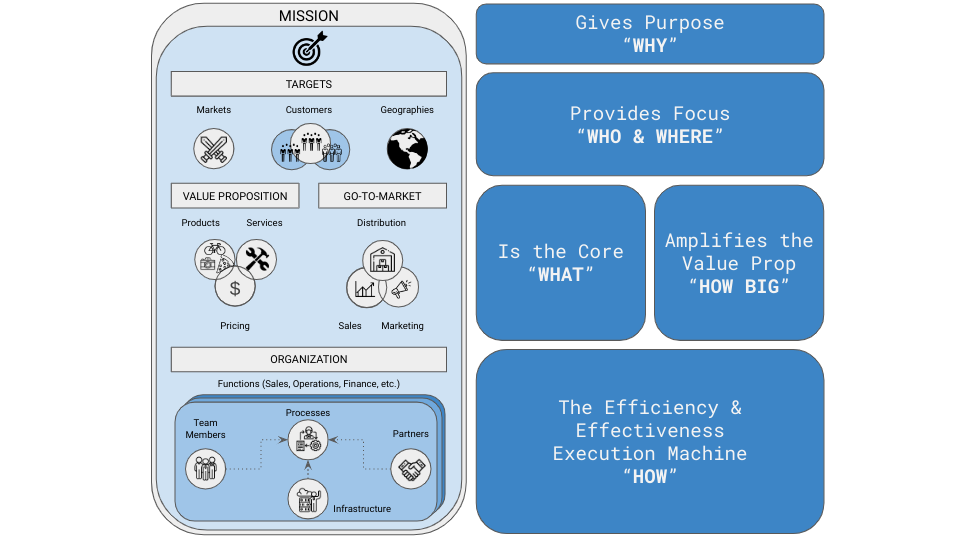 MISSION
TARGETS
Markets
Customers
Geographies
VALUE PROPOSITION
GO-TO-MARKET
Products
Services
Distribution
$
Pricing
Sales
Marketing
ORGANIZATION
Functions (Sales, Operations, Finance, etc.)
Processes
Team
Members
Partners
Infrastructure
Gives Purpose
“WHY”
Provides Focus
“WHO & WHERE”
Is the Core
“WHAT”
Amplifies the
Value Prop
“HOW BIG”
The Efficiency &
Effectiveness
Execution Machine
“HOW”